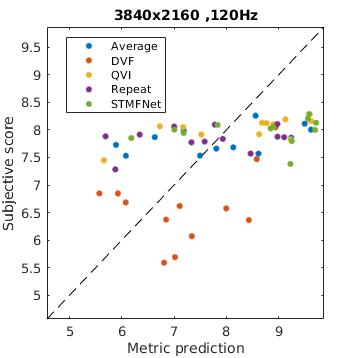 3840x2160 ,120Hz
9.5
9
8.5
8
7.5
7
6.5
6
5.5
5
Subjective score
Average
DVF
QVI
Repeat
STMFNet
5 6 7 8 9
Metric prediction